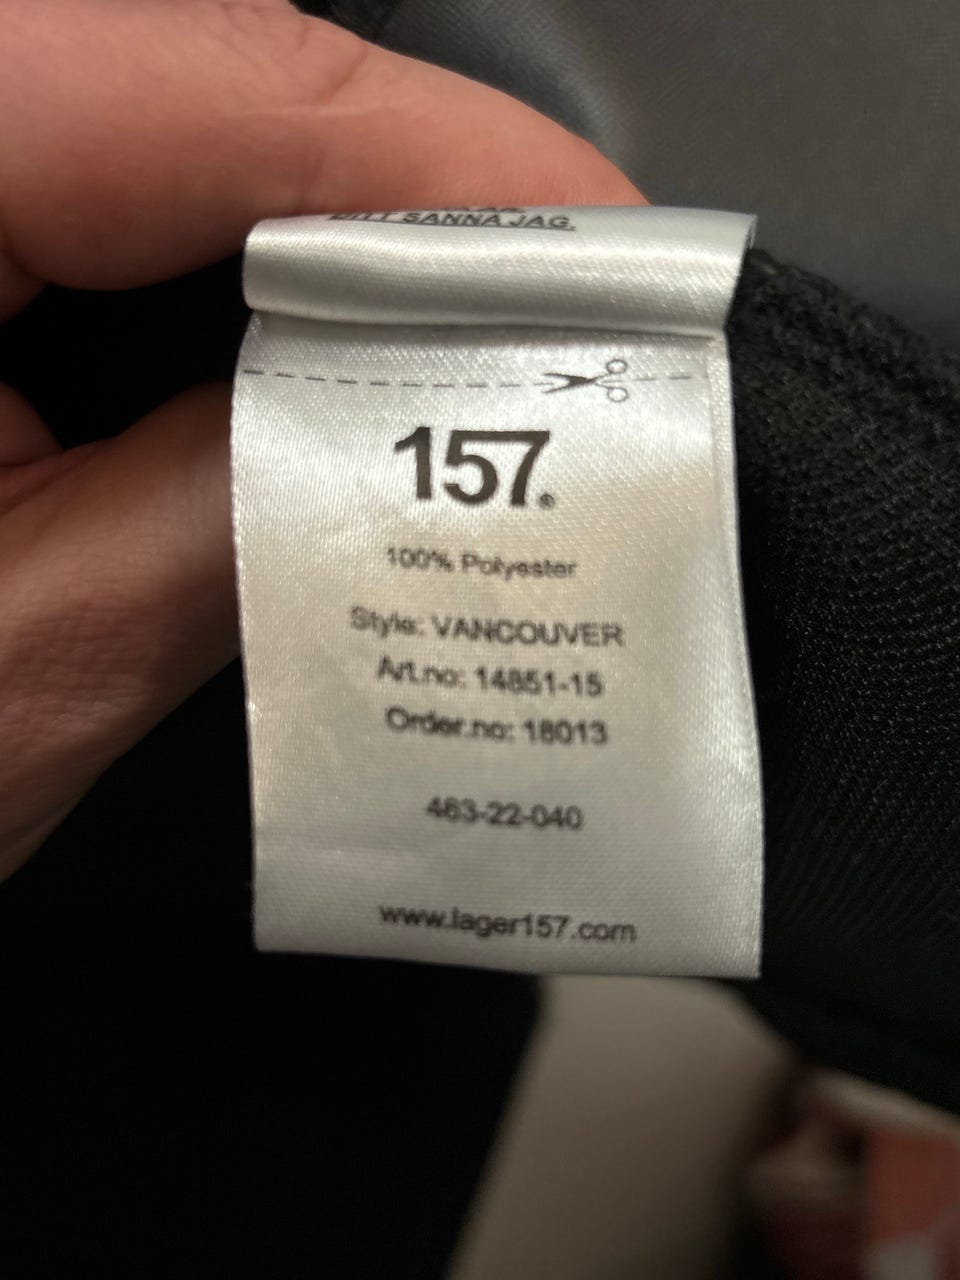 DITT SANNA JAG.
157.
100% Polyester
Style: VANCOUVER
Art.no: 14851-15
Order.no: 18013
463-22-040
www.lager157.com